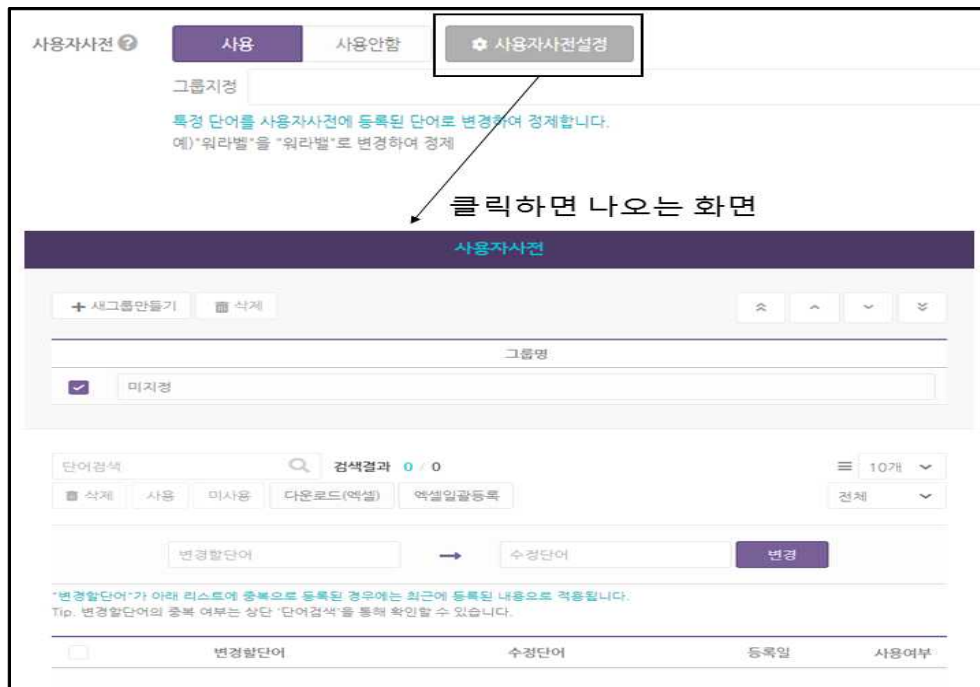 사용자사전 사용 사용안함 사용자사전설정
그룹지정
특정 단어를 사용자사전에 등록된 단어로 변경하여 정제합니다.
예)"워라벨"을 "워라밸"로 변경하여 정제
클릭하면 나오는 화면
사용자사전
+ 새그룹만들기 삭제
그룹명
미지정
단어검색 검색결과 0 / 0 10개
삭제 사용 미사용 다운로드(엑셀) 엑셀일괄등록 전체
변경할단어 → 수정단어 변경
"변경할단어"가 아래 리스트에 중복으로 등록된 경우에는 최근에 등록된 내용으로 적용됩니다.
Tip. 변경할단어의 중복 여부는 상단 '단어검색'을 통해 확인할 수 있습니다.
변경할단어 수정단어 등록일 사용여부